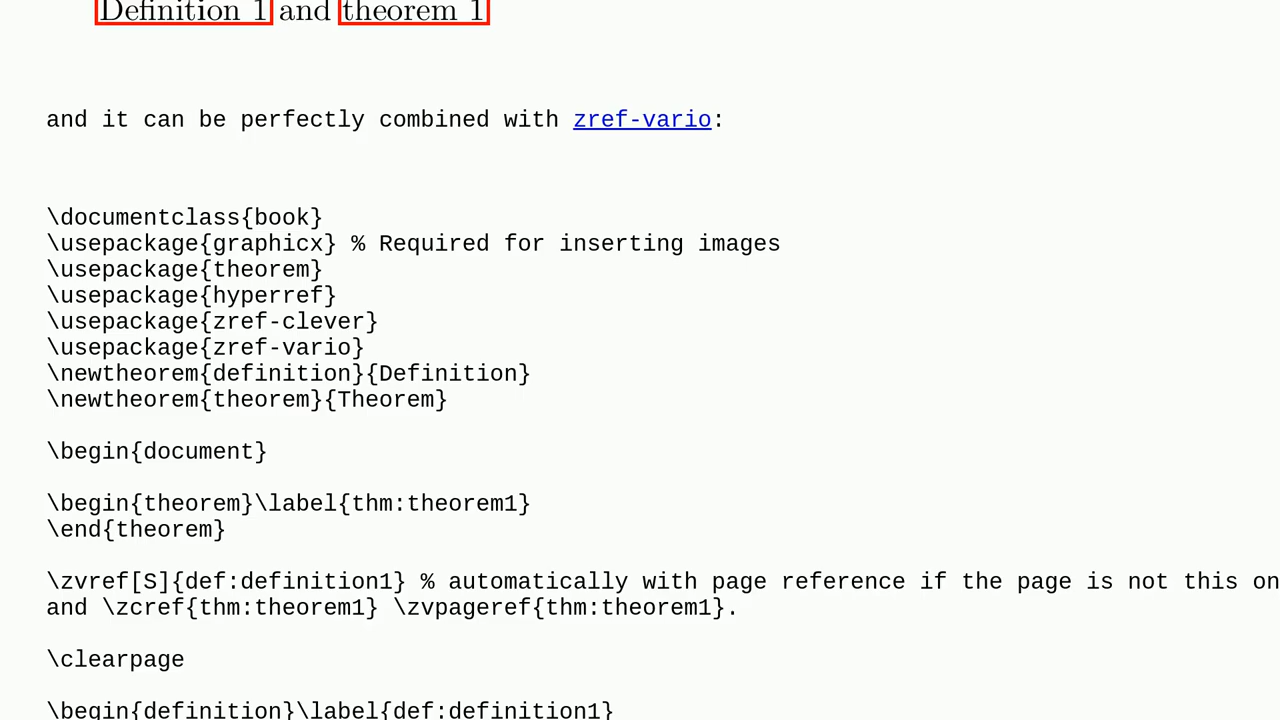 Definition 1 and theorem 1
and it can be perfectly combined with zref-vario:
\documentclass{book}
\usepackage{graphicx} % Required for inserting images
\usepackage{theorem}
\usepackage{hyperref}
\usepackage{zref-clever}
\usepackage{zref-vario}
\newtheorem{definition}{Definition}
\newtheorem{theorem}{Theorem}
\begin{document}
\begin{theorem}\label{thm:theorem1}
\end{theorem}
\zvref[S]{def:definition1} % automatically with page reference if the page is not this on
and \zcref{thm:theorem1} \zvpageref{thm:theorem1}.
\clearpage
\begin{definition}\label{def:definition1}